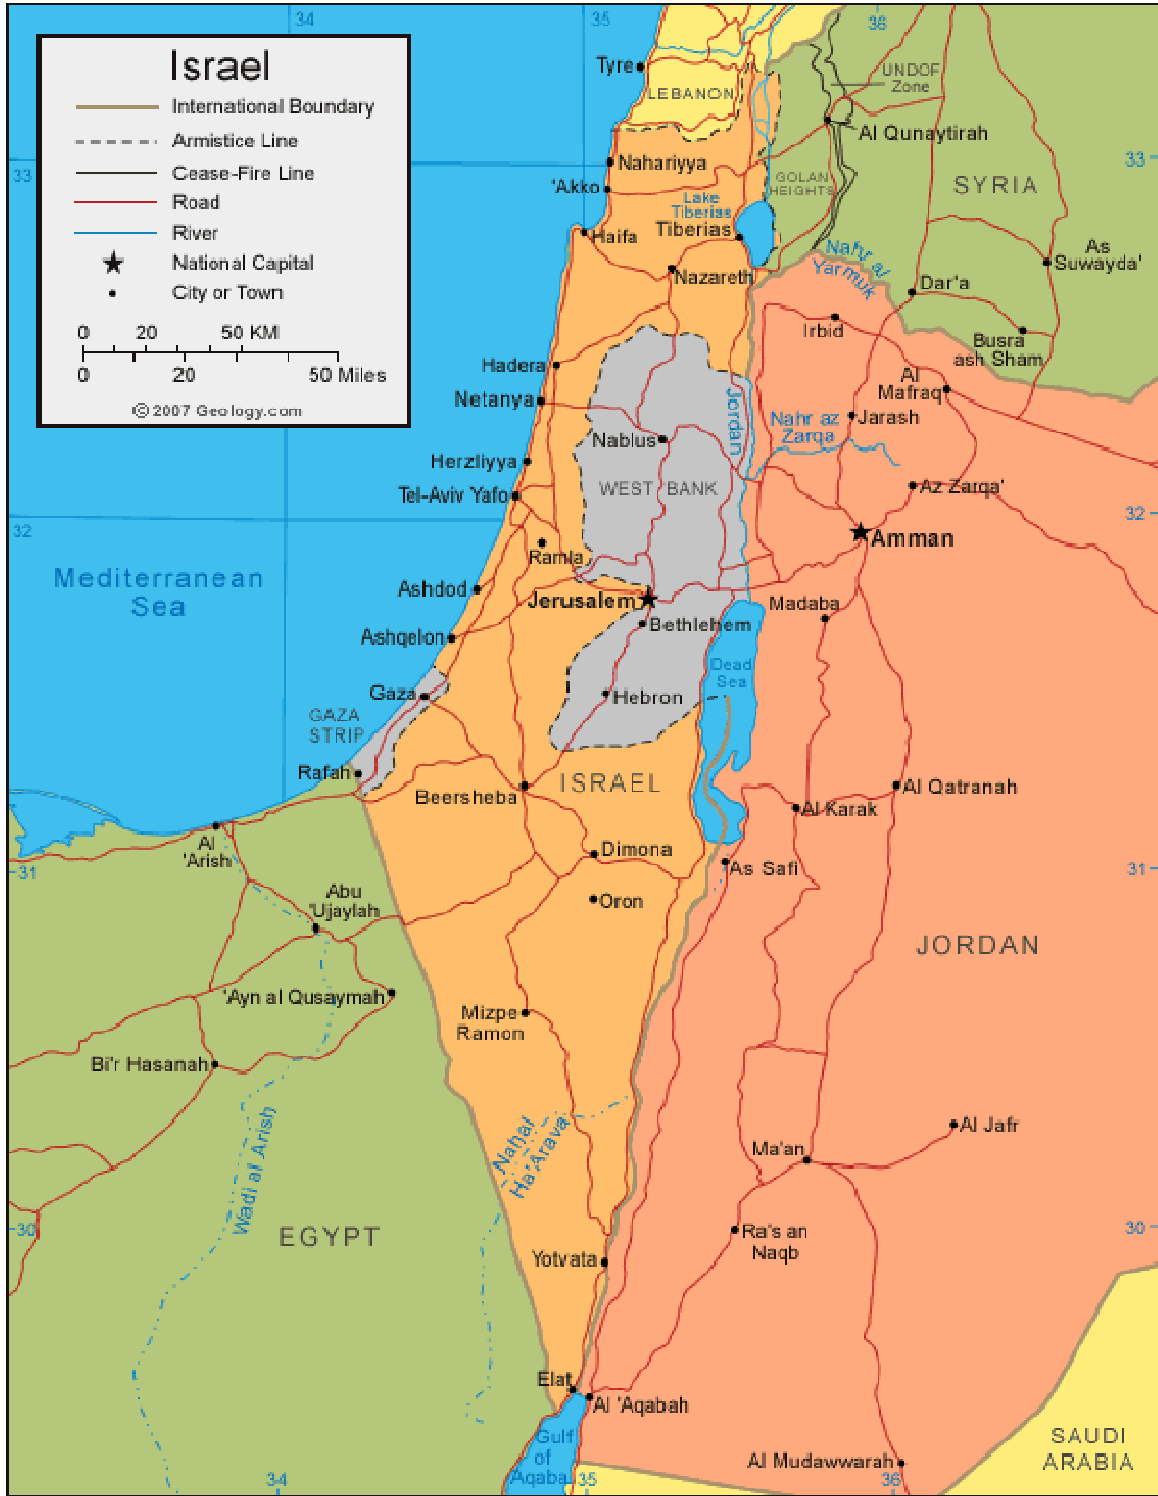 34
35
36
Israel
International Boundary
Armistice Line
Cease-Fire Line
Road
River
National Capital
City or Town
0 20 50 KM
0 20 50 Miles
© 2007 Geology.com
Tyre
LEBANON
UNDOF
Zone
Al Qunaytirah
33
Nahariyya
33
'Akko
GOLAN
HEIGHTS
SYRIA
Lake
Tiberias
Tiberias
Haifa
Nahr al
Yarmuk
As
Suwayda'
Nazareth
Dar'a
Irbid
Busra
ash Sham
Hadera
Al
Mafraq
Netanya
Jordan
Nahr az
Zarqa
Jarash
Nablus
Herzliyya
Tel-Aviv Yafo
WEST BANK
Az Zarqa'
32
32
Amman
Ramla
Mediterranean
Sea
Ashdod
Jerusalem
Madaba
Bethlehem
Ashqelon
Dead
Sea
Gaza
Hebron
GAZA
STRIP
Rafah
ISRAEL
Beersheba
Al Qatranah
Al Karak
Al
'Arish
Dimona
31
As Safi
31
Abu
'Ujaylah
Oron
JORDAN
'Ayn al Qusaymah
Mizpe
Ramon
Bi'r Hasanah
Wadi al Arish
Nahal
Ha'Arava
Al Jafr
Ma'an
30
EGYPT
Ra's an
Naqb
30
Yotvata
Elat
Al 'Aqabah
Gulf
of
Aqaba
Al Mudawwarah
SAUDI
ARABIA
34
35
36